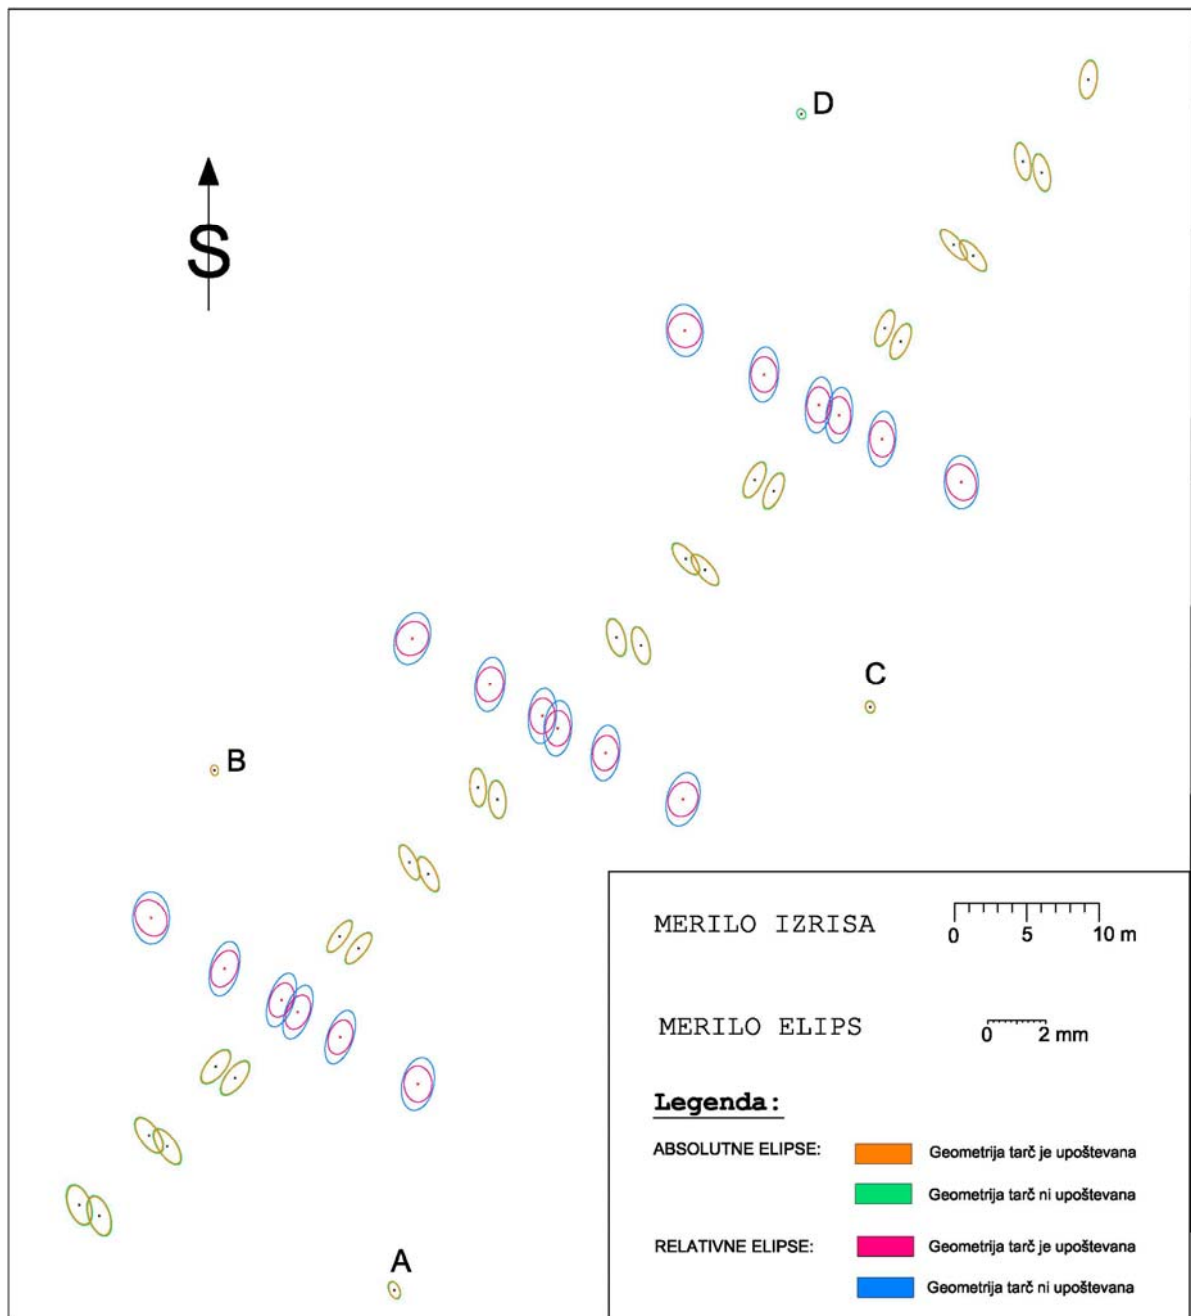 D
S
C
B
MERILO IZRISA
0 5 10 m
MERILO ELIPS
0 2 mm
Legenda:
ABSOLUTNE ELIPSE: Geometrija tarč je upoštevana
Geometrija tarč ni upoštevana
RELATIVNE ELIPSE: Geometrija tarč je upoštevana
Geometrija tarč ni upoštevana
A